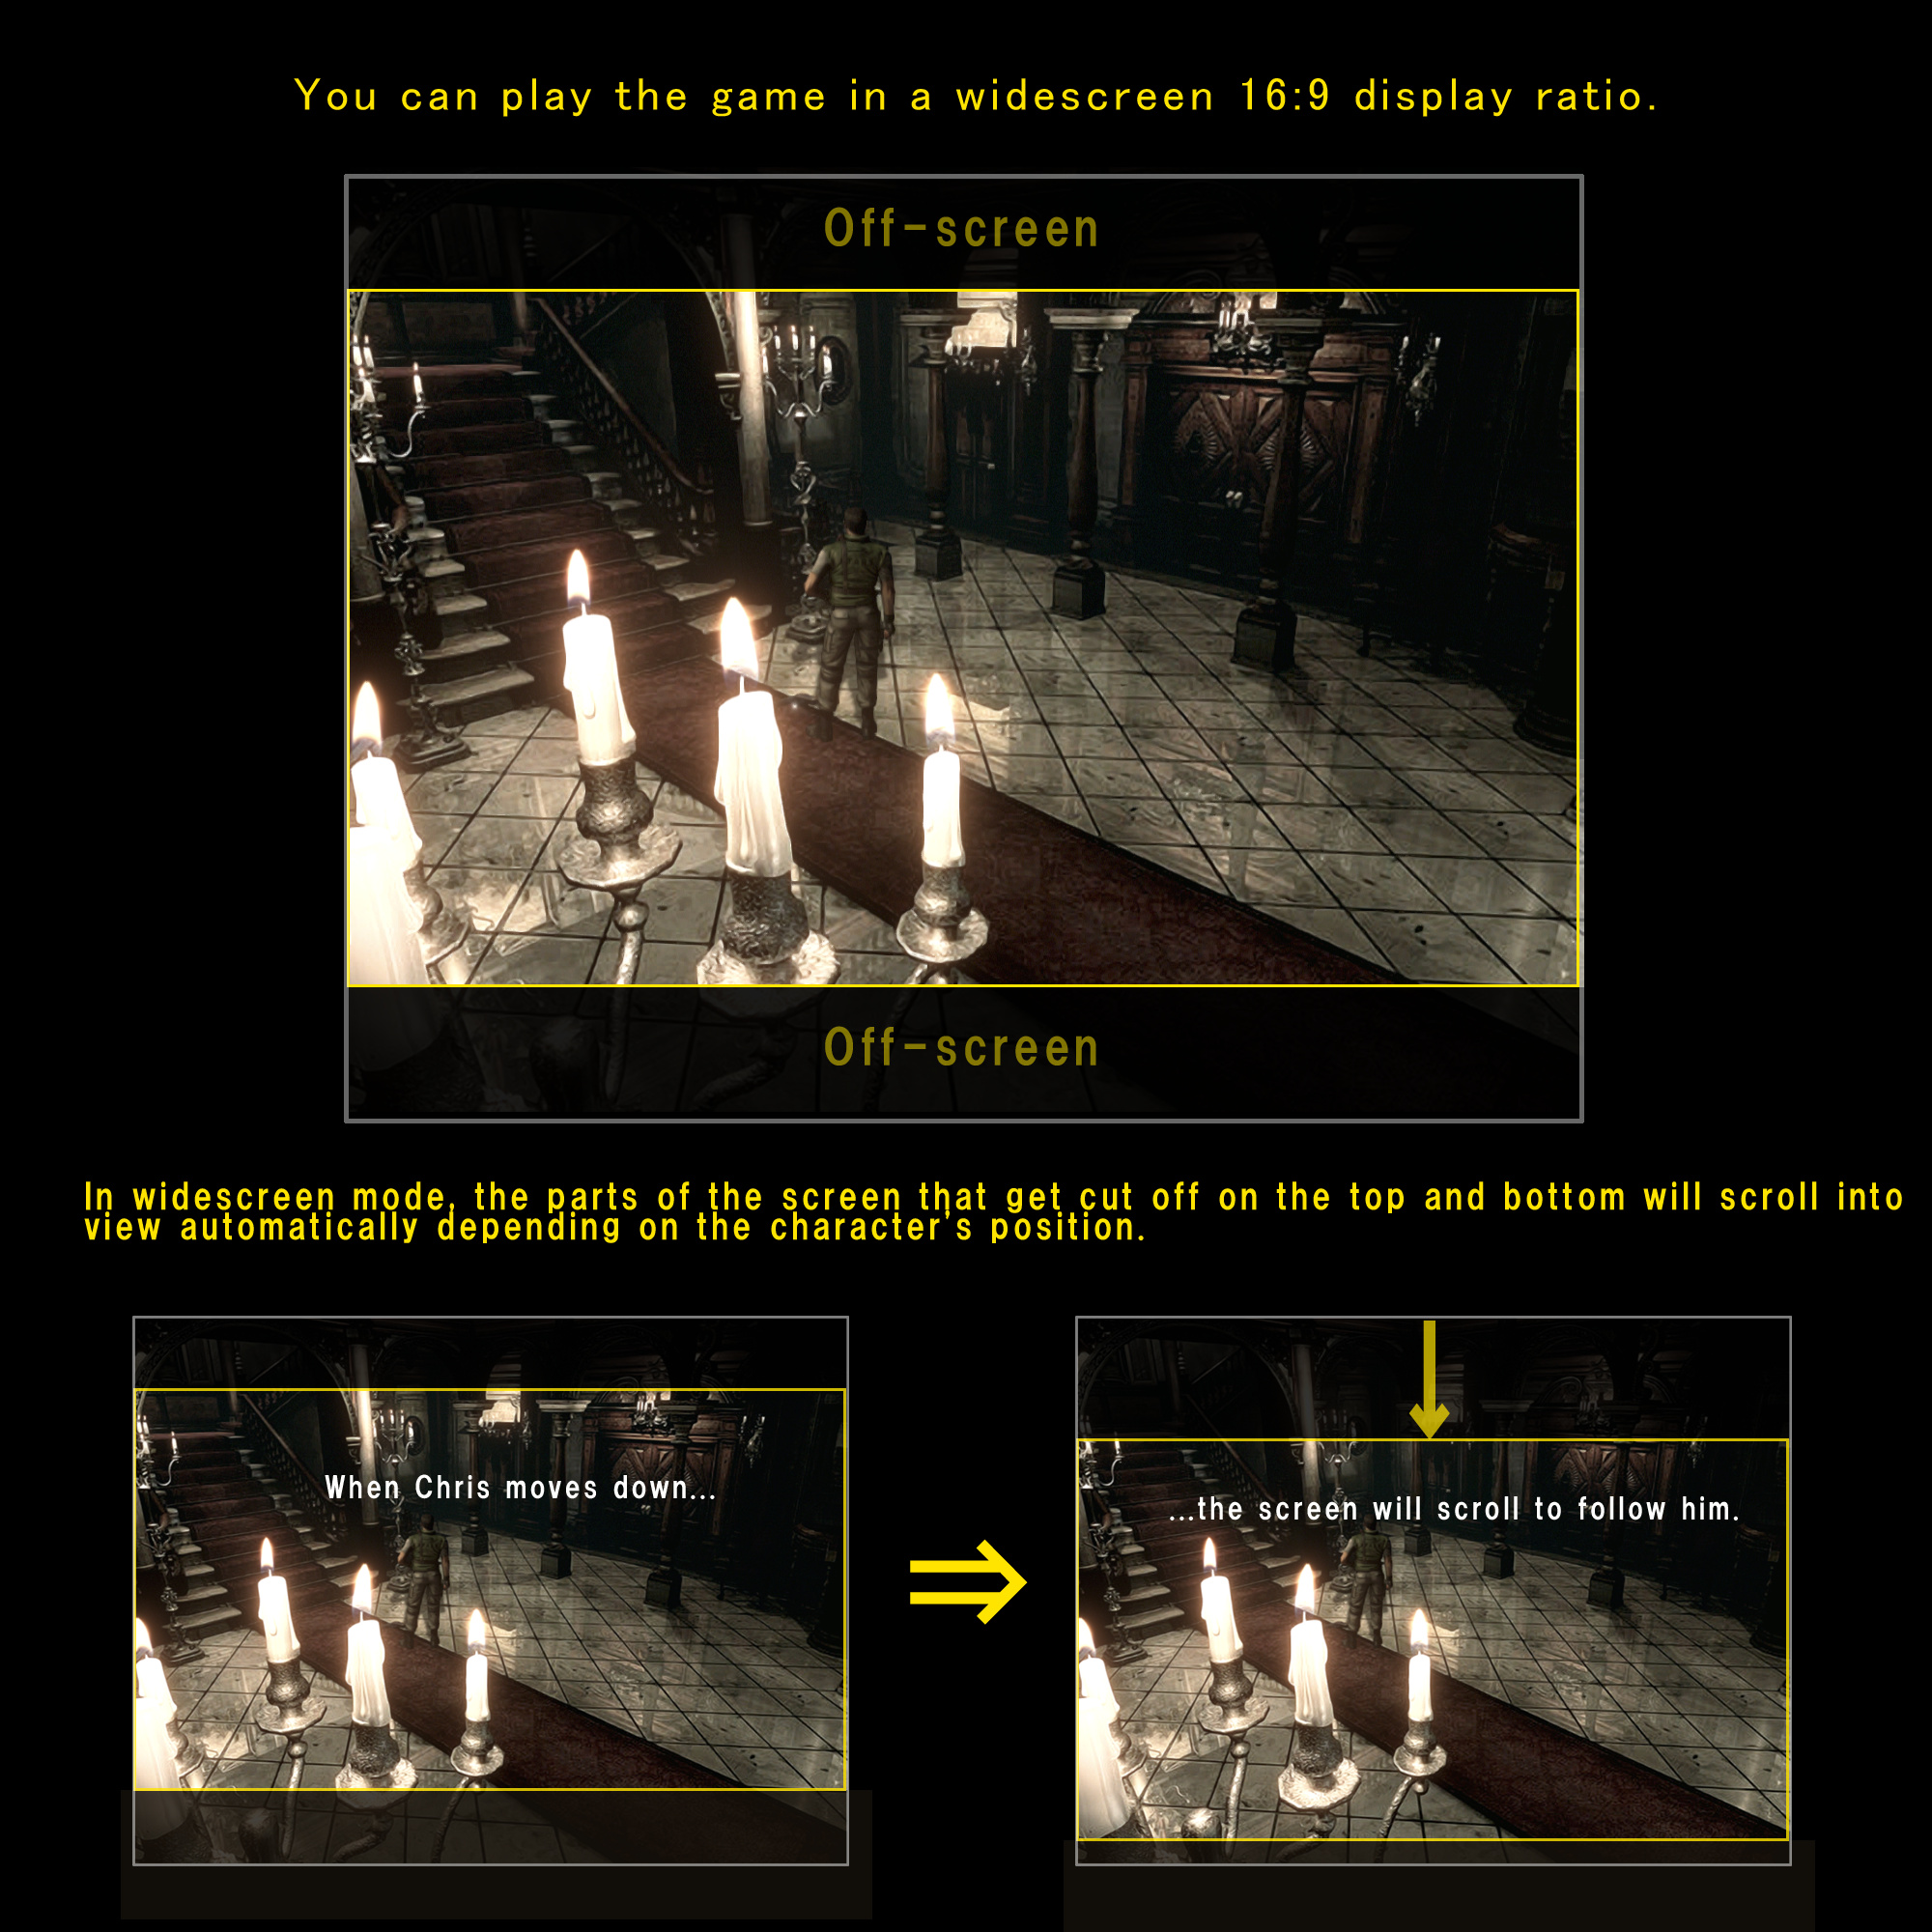 You can play the game in a widescreen 16:9 display ratio.
Off-screen
Off-screen
In widescreen mode, the parts of the screen that get cut off on the top and bottom will scroll into
view automatically depending on the character's position.
When Chris moves down...
...the screen will scroll to follow him.